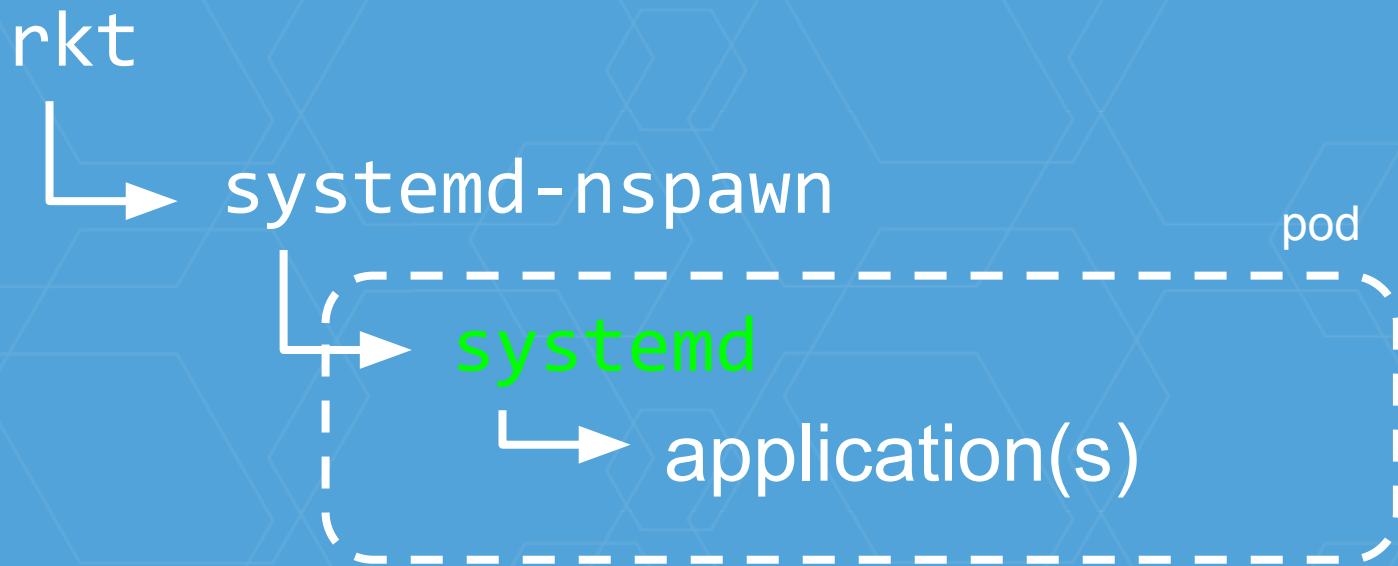 rkt
systemd-nspawn
pod
systemd
application(s)